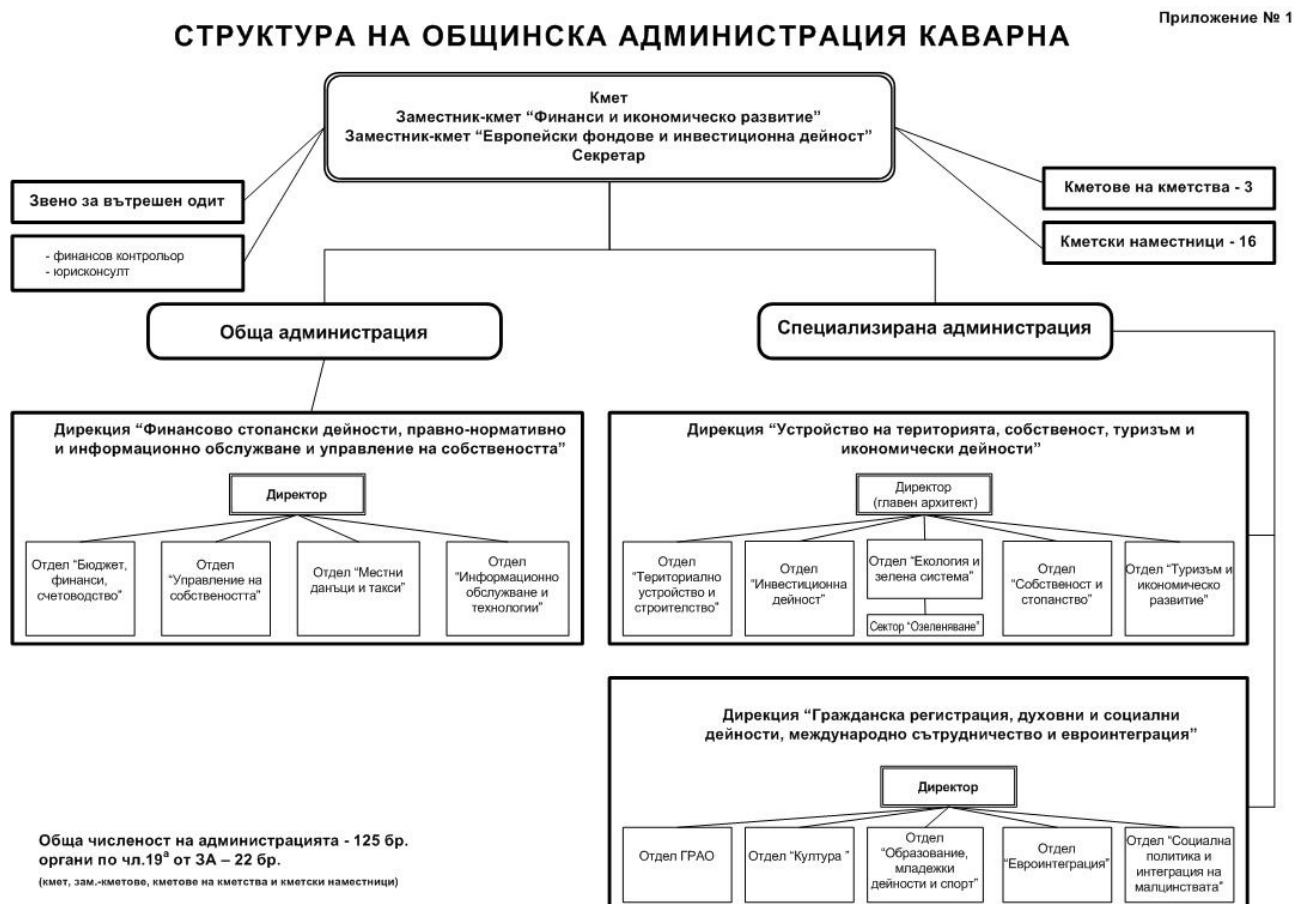 Приложение № 1
СТРУКТУРА НА ОБЩИНСКА АДМИНИСТРАЦИЯ КАВАРНА
Кмет
Заместник-кмет “Финанси и икономическо развитие”
Заместник-кмет “Европейски фондове и инвестиционна дейност”
Секретар
Звено за вътрешен одит
- финансов контрольор
- юрисконсулт
Кметове на кметства - 3
Кметски наместници - 16
Обща администрация
Специализирана администрация
Дирекция “Финансово стопански дейности, правно-нормативно
и информационно обслужване и управление на собствеността”
Директор
Отдел “Бюджет,
финанси,
счетоводство”
Отдел
“Управление на
собствеността”
Отдел “Местни
данъци и такси”
Отдел
“Информационно
обслужване и
технологии”
Дирекция “Устройство на територията, собственост, туризъм и
икономически дейности”
Директор
(главен архитект)
Отдел
“Териториално
устройство и
строителство”
Отдел
“Инвестиционна
дейност”
Отдел “Екология и
зелена система”
Сектор “Озеленяване”
Отдел
“Собственост и
стопанство”
Отдел “Туризъм и
икономическо
развитие”
Дирекция “Гражданска регистрация, духовни и социални
дейности, международно сътрудничество и евроинтеграция”
Директор
Отдел ГРАО
Отдел “Култура ”
Отдел
“Образование,
младежки
дейности и спорт”
Отдел
“Евроинтеграция”
Отдел “Социална
политика и
интеграция на
малцинствата”
Обща численост на администрацията - 125 бр.
органи по чл.19ª от ЗА – 22 бр.
(кмет, зам.-кметове, кметове на кметства и кметски наместници)